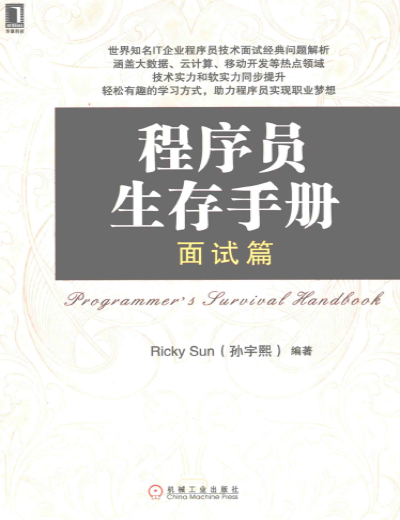 华章科技
世界知名IT企业程序员技术面试经典问题解析
涵盖大数据、云计算、移动开发等热点领域
技术实力和软实力同步提升
轻松有趣的学习方式，助力程序员实现职业梦想
程序员
生存手册
面试篇
Programmer's Survival Handbook
Ricky Sun（孙宇熙） 编著
机械工业出版社
China Machine Press